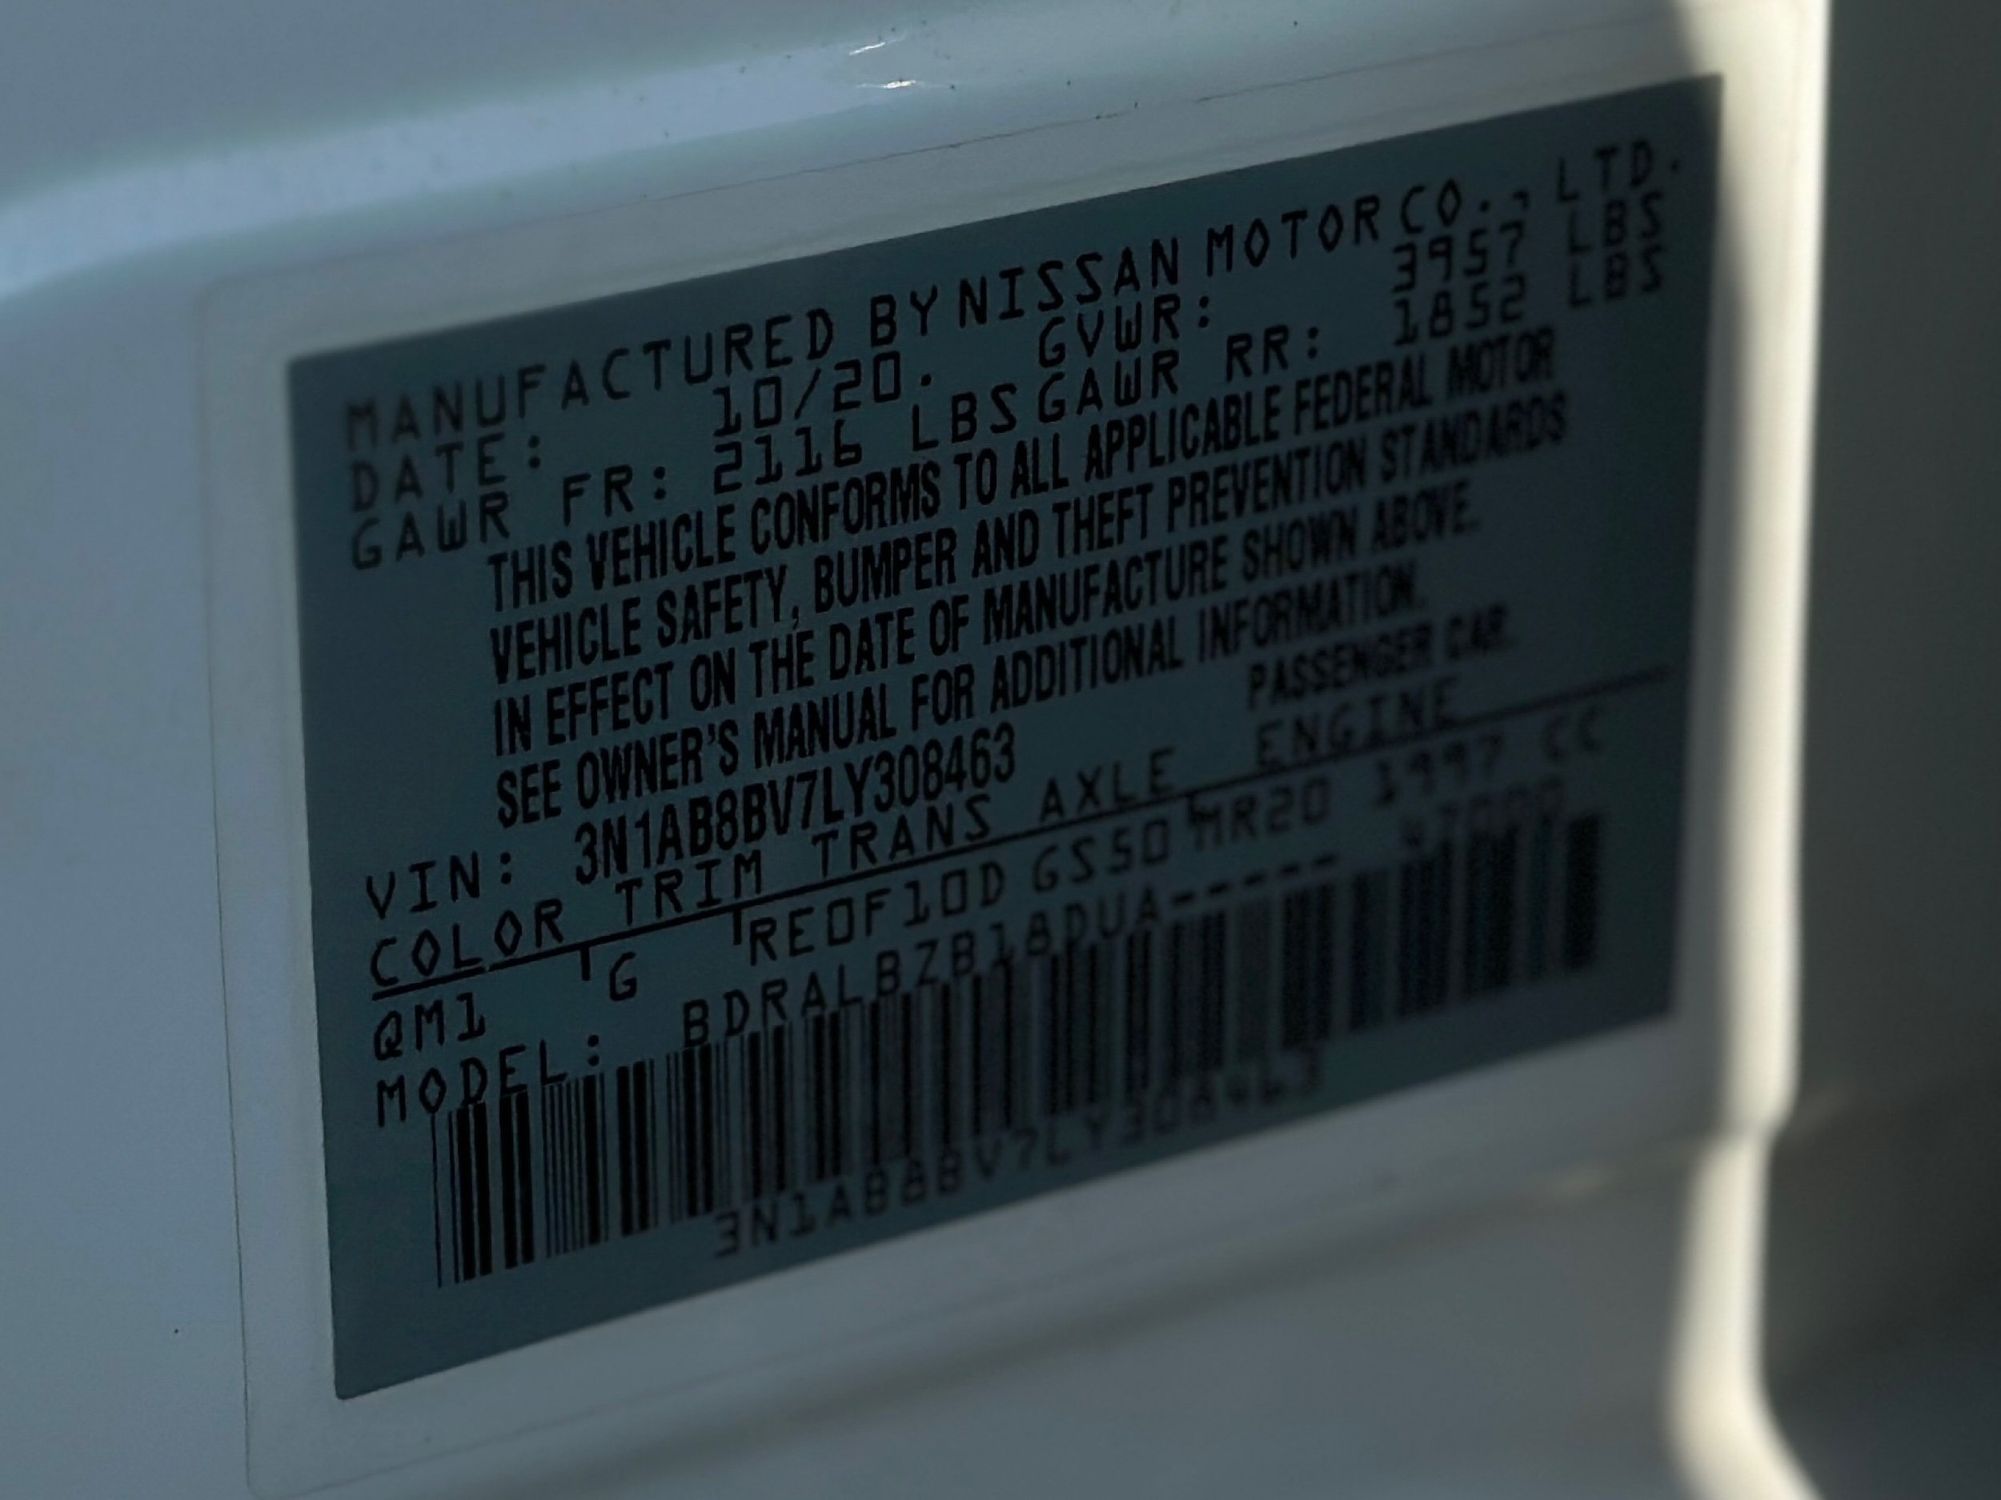 MANUFACTURED BY NISSAN MOTOR CO., LTD.
DATE: 10/20. GVWR: 3957 LBS
GAWR FR: 2116 LBS GAWR RR: 1852 LBS
THIS VEHICLE CONFORMS TO ALL APPLICABLE FEDERAL MOTOR
VEHICLE SAFETY, BUMPER AND THEFT PREVENTION STANDARDS
IN EFFECT ON THE DATE OF MANUFACTURE SHOWN ABOVE.
SEE OWNER'S MANUAL FOR ADDITIONAL INFORMATION.
VIN: 3N1AB8BV7LY308463 PASSENGER CAR.
COLOR TRIM TRANS AXLE ENGINE
QM1 G RE0F10D GS50 MR20 1997 CC
MODEL: BDRALBZB18DUA-----
3N1AB8BV7LY308463